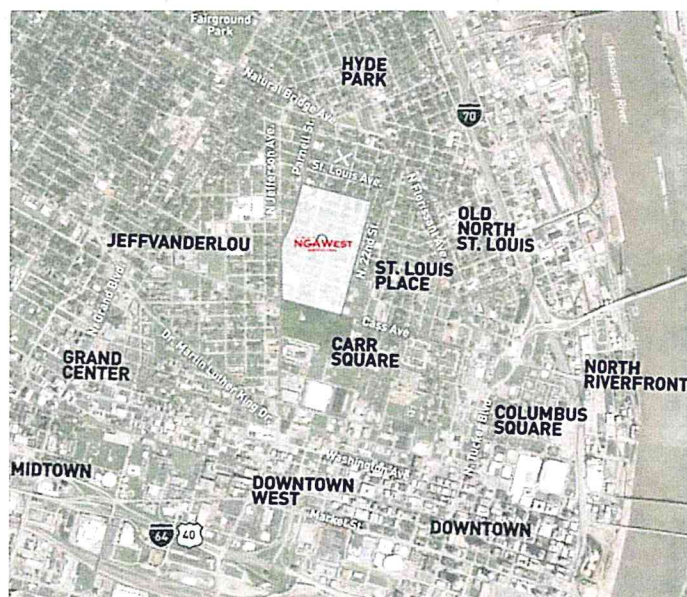 Fairground
Park
HYDE
PARK
Mississippi River
Natural Bridge Ave.
70
Parnell St.
N Jefferson Ave.
St. Louis Ave.
N Florissant Ave.
OLD
NORTH
ST. LOUIS
JEFFVANDERLOU
NGAWEST
N 22nd St.
ST. LOUIS
PLACE
N Grand Blvd
Cass Ave
CARR
SQUARE
Dr. Martin Luther King Dr.
GRAND
CENTER
NORTH
RIVERFRONT
N Tucker Blvd
COLUMBUS
SQUARE
Washington Ave
MIDTOWN
DOWNTOWN
WEST
Market St
DOWNTOWN
64
40